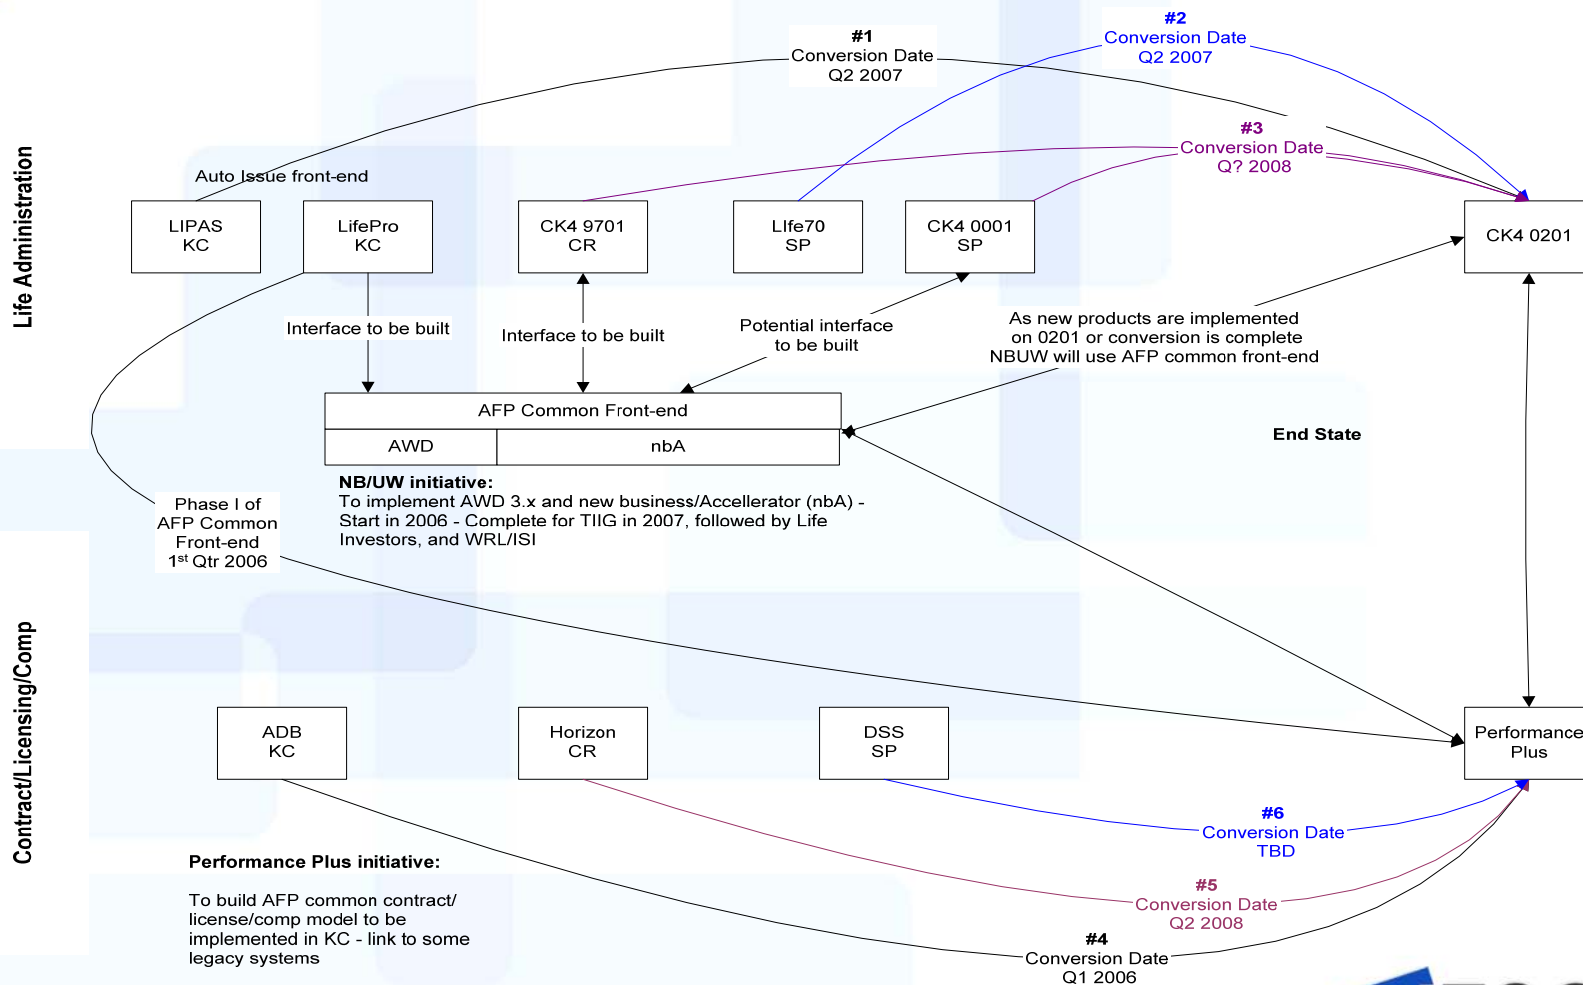 #2
Conversion Date
Q2 2007
#1
Conversion Date
Q2 2007
#3
Conversion Date
Q? 2008
Life Administration
Auto Issue front-end
LIPAS
KC
LifePro
KC
CK4 9701
CR
LIfe70
SP
CK4 0001
SP
CK4 0201
Interface to be built
Interface to be built
Potential interface
to be built
As new products are implemented
on 0201 or conversion is complete
NBUW will use AFP common front-end
AFP Common Front-end
AWD
nbA
End State
NB/UW initiative:
To implement AWD 3.x and new business/Accellerator (nbA) -
Start in 2006 - Complete for TIIG in 2007, followed by Life
Investors, and WRL/ISI
Phase I of
AFP Common
Front-end
1st Qtr 2006
Contract/Licensing/Comp
ADB
KC
Horizon
CR
DSS
SP
Performance
Plus
#6
Conversion Date
TBD
#5
Conversion Date
Q2 2008
#4
Conversion Date
Q1 2006
Performance Plus initiative:
To build AFP common contract/
license/comp model to be
implemented in KC - link to some
legacy systems